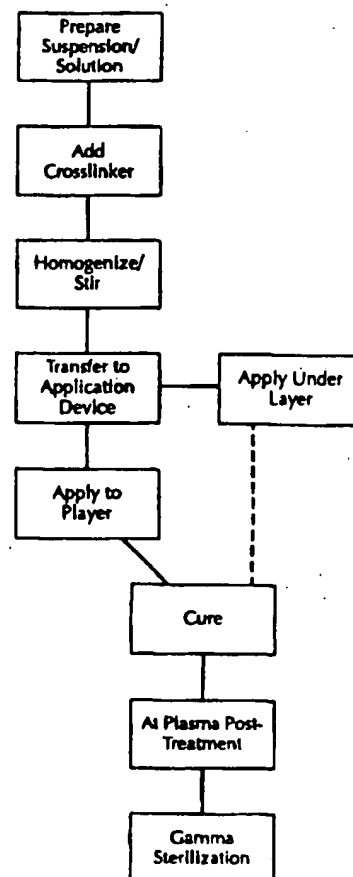 Prepare
Suspension/
Solution
Add
Crosslinker
Homogenize/
Stir
Transfer to
Application
Device
Apply Under
Layer
Apply to
Player
Cure
At Plasma Post-
Treatment
Gamma
Sterilization